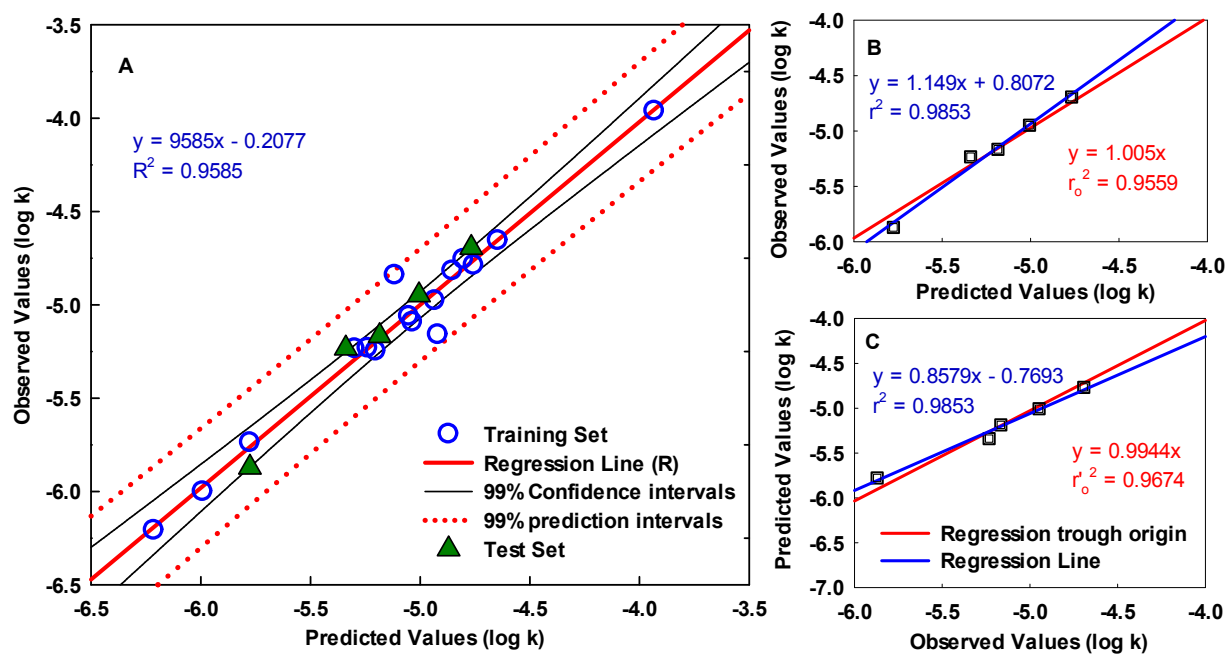 A
y = 9585x - 0.2077
R² = 0.9585
Observed Values (log k)
-3.5
-4.0
-4.5
-5.0
-5.5
-6.0
-6.5
Training Set
Regression Line (R)
99% Confidence intervals
99% prediction intervals
Test Set
-6.5 -6.0 -5.5 -5.0 -4.5 -4.0 -3.5
Predicted Values (log k)
B
y = 1.149x + 0.8072
r² = 0.9853
y = 1.005x
rₒ² = 0.9559
Observed Values (log k)
-4.0
-4.5
-5.0
-5.5
-6.0
-6.0 -5.5 -5.0 -4.5 -4.0
Predicted Values (log k)
C
y = 0.8579x - 0.7693
r² = 0.9853
y = 0.9944x
r'ₒ² = 0.9674
Predicted Values (log k)
-4.0
-4.5
-5.0
-5.5
-6.0
-6.5
-7.0
Regression trough origin
Regression Line
-6.0 -5.5 -5.0 -4.5 -4.0
Observed Values (log k)